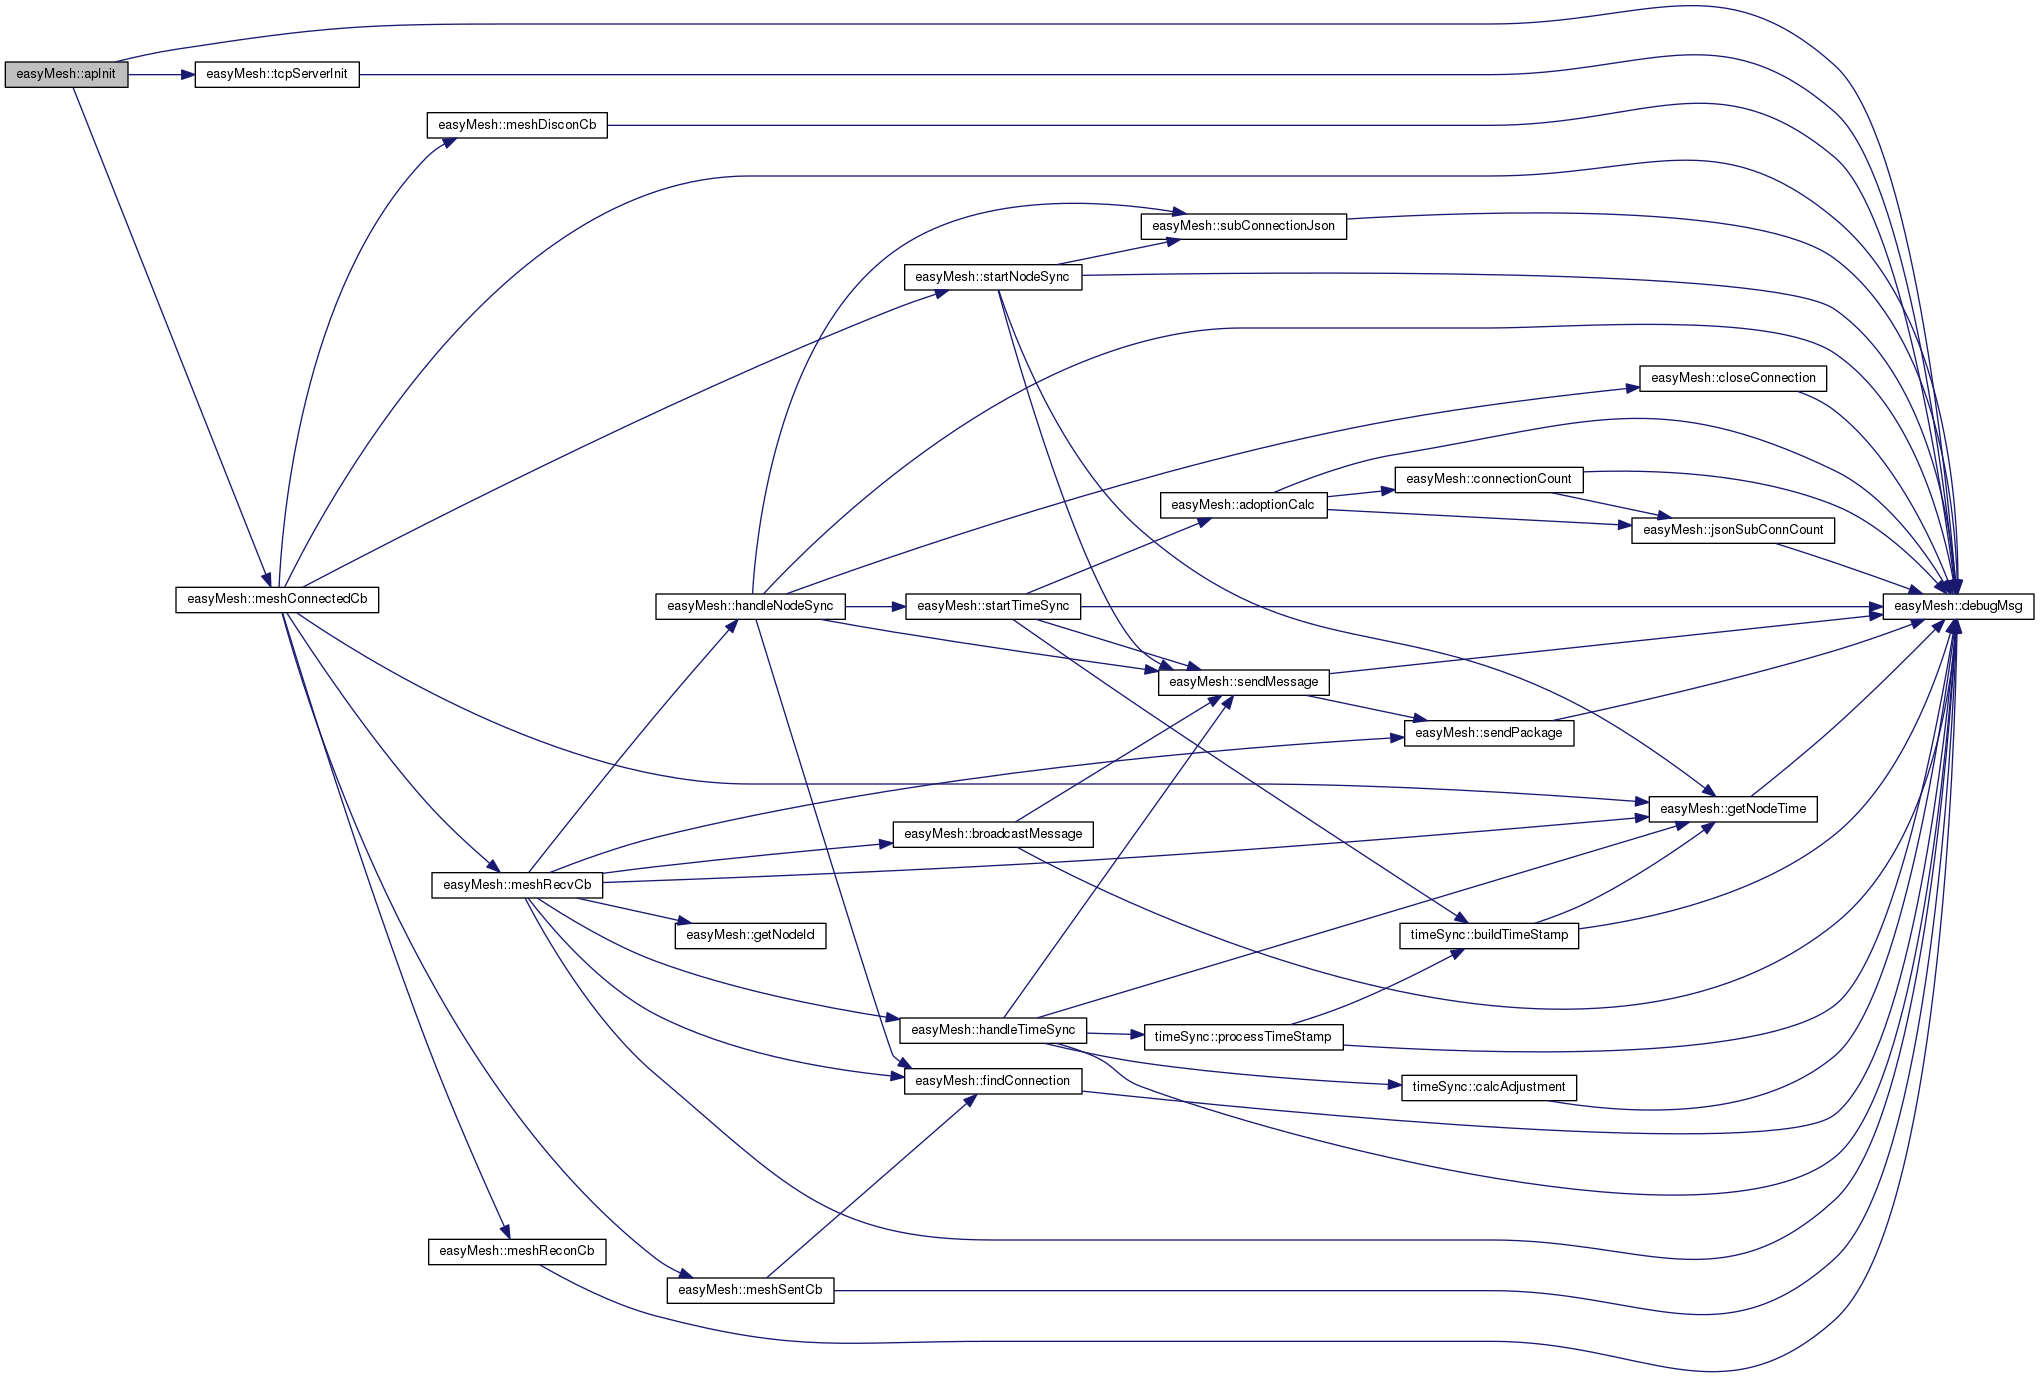 easyMesh::apInit
easyMesh::tcpServerInit
easyMesh::meshDisconCb
easyMesh::subConnectionJson
easyMesh::startNodeSync
easyMesh::closeConnection
easyMesh::connectionCount
easyMesh::adoptionCalc
easyMesh::jsonSubConnCount
easyMesh::meshConnectedCb
easyMesh::handleNodeSync
easyMesh::startTimeSync
easyMesh::debugMsg
easyMesh::sendMessage
easyMesh::sendPackage
easyMesh::getNodeTime
easyMesh::broadcastMessage
easyMesh::meshRecvCb
easyMesh::getNodeId
timeSync::buildTimeStamp
easyMesh::handleTimeSync
timeSync::processTimeStamp
easyMesh::findConnection
timeSync::calcAdjustment
easyMesh::meshReconCb
easyMesh::meshSentCb